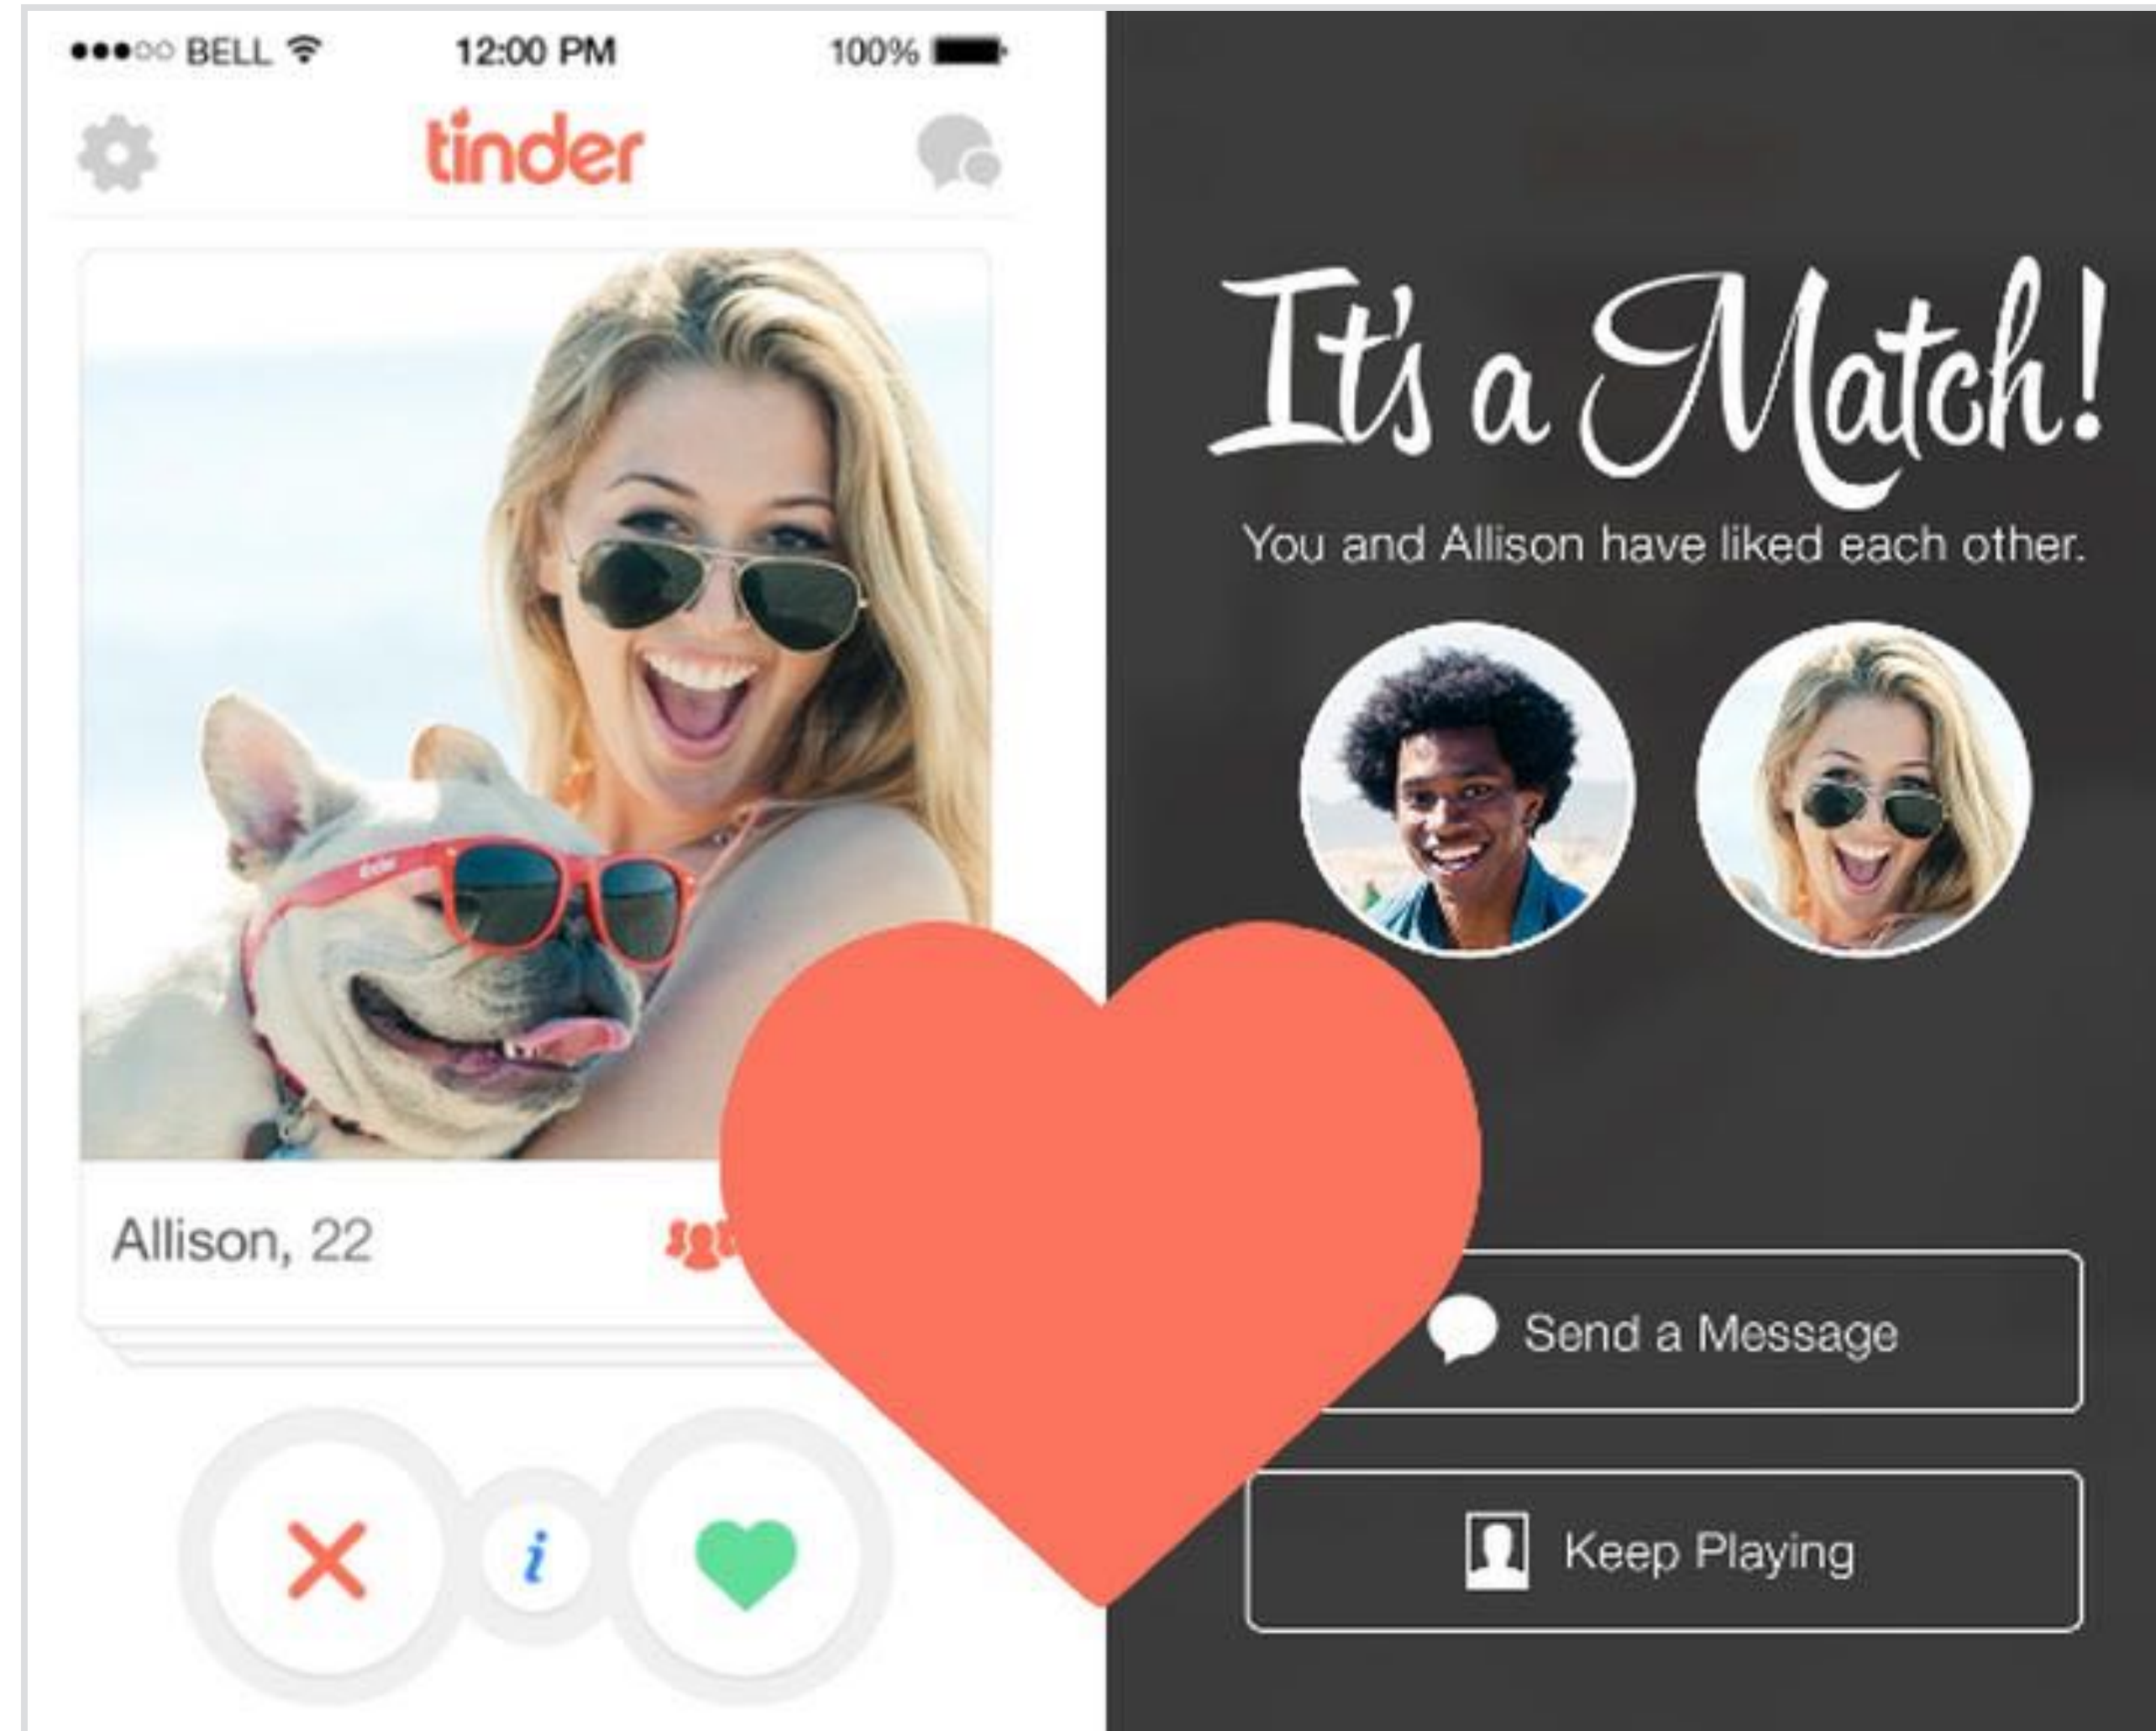 BELL 12:00 PM 100%
tinder
Allison, 22
i
It's a Match!
You and Allison have liked each other.
Send a Message
Keep Playing